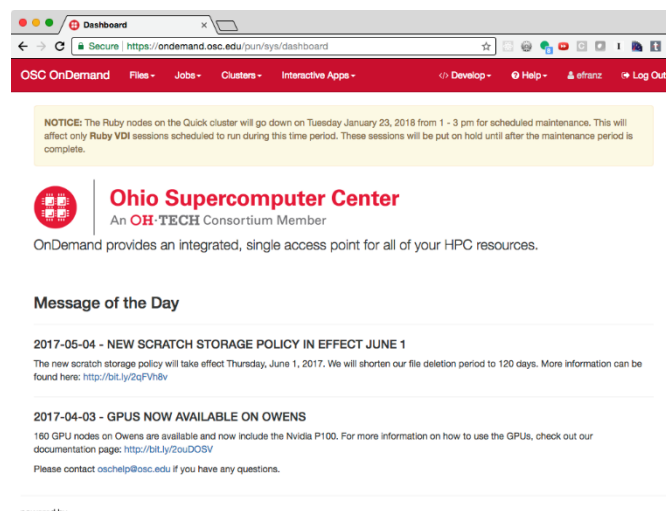 Dashboard
Secure | https://ondemand.osc.edu/pun/sys/dashboard
OSC OnDemand Files Jobs Clusters Interactive Apps </> Develop Help efranz Log Out
NOTICE: The Ruby nodes on the Quick cluster will go down on Tuesday January 23, 2018 from 1 - 3 pm for scheduled maintenance. This will
affect only Ruby VDI sessions scheduled to run during this time period. These sessions will be put on hold until after the maintenance period is
complete.
Ohio Supercomputer Center
An OH·TECH Consortium Member
OnDemand provides an integrated, single access point for all of your HPC resources.
Message of the Day
2017-05-04 - NEW SCRATCH STORAGE POLICY IN EFFECT JUNE 1
The new scratch storage policy will take effect Thursday, June 1, 2017. We will shorten our file deletion period to 120 days. More information can be
found here: http://bit.ly/2qFVh8v
2017-04-03 - GPUS NOW AVAILABLE ON OWENS
160 GPU nodes on Owens are available and now include the Nvidia P100. For more information on how to use the GPUs, check out our
documentation page: http://bit.ly/2ouDOSV
Please contact oschelp@osc.edu if you have any questions.